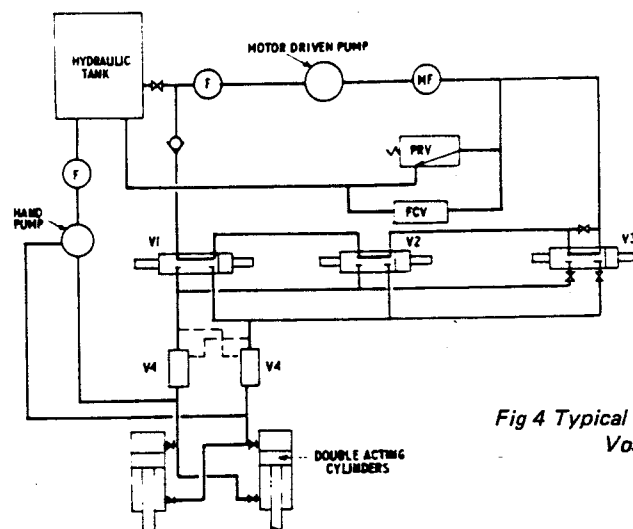 HYDRAULIC
TANK
MOTOR DRIVEN PUMP
F
MF
PRV
FCV
F
HAND
PUMP
V1
V2
V3
V4
V4
DOUBLE ACTING
CYLINDERS
Fig 4 Typical
Vos